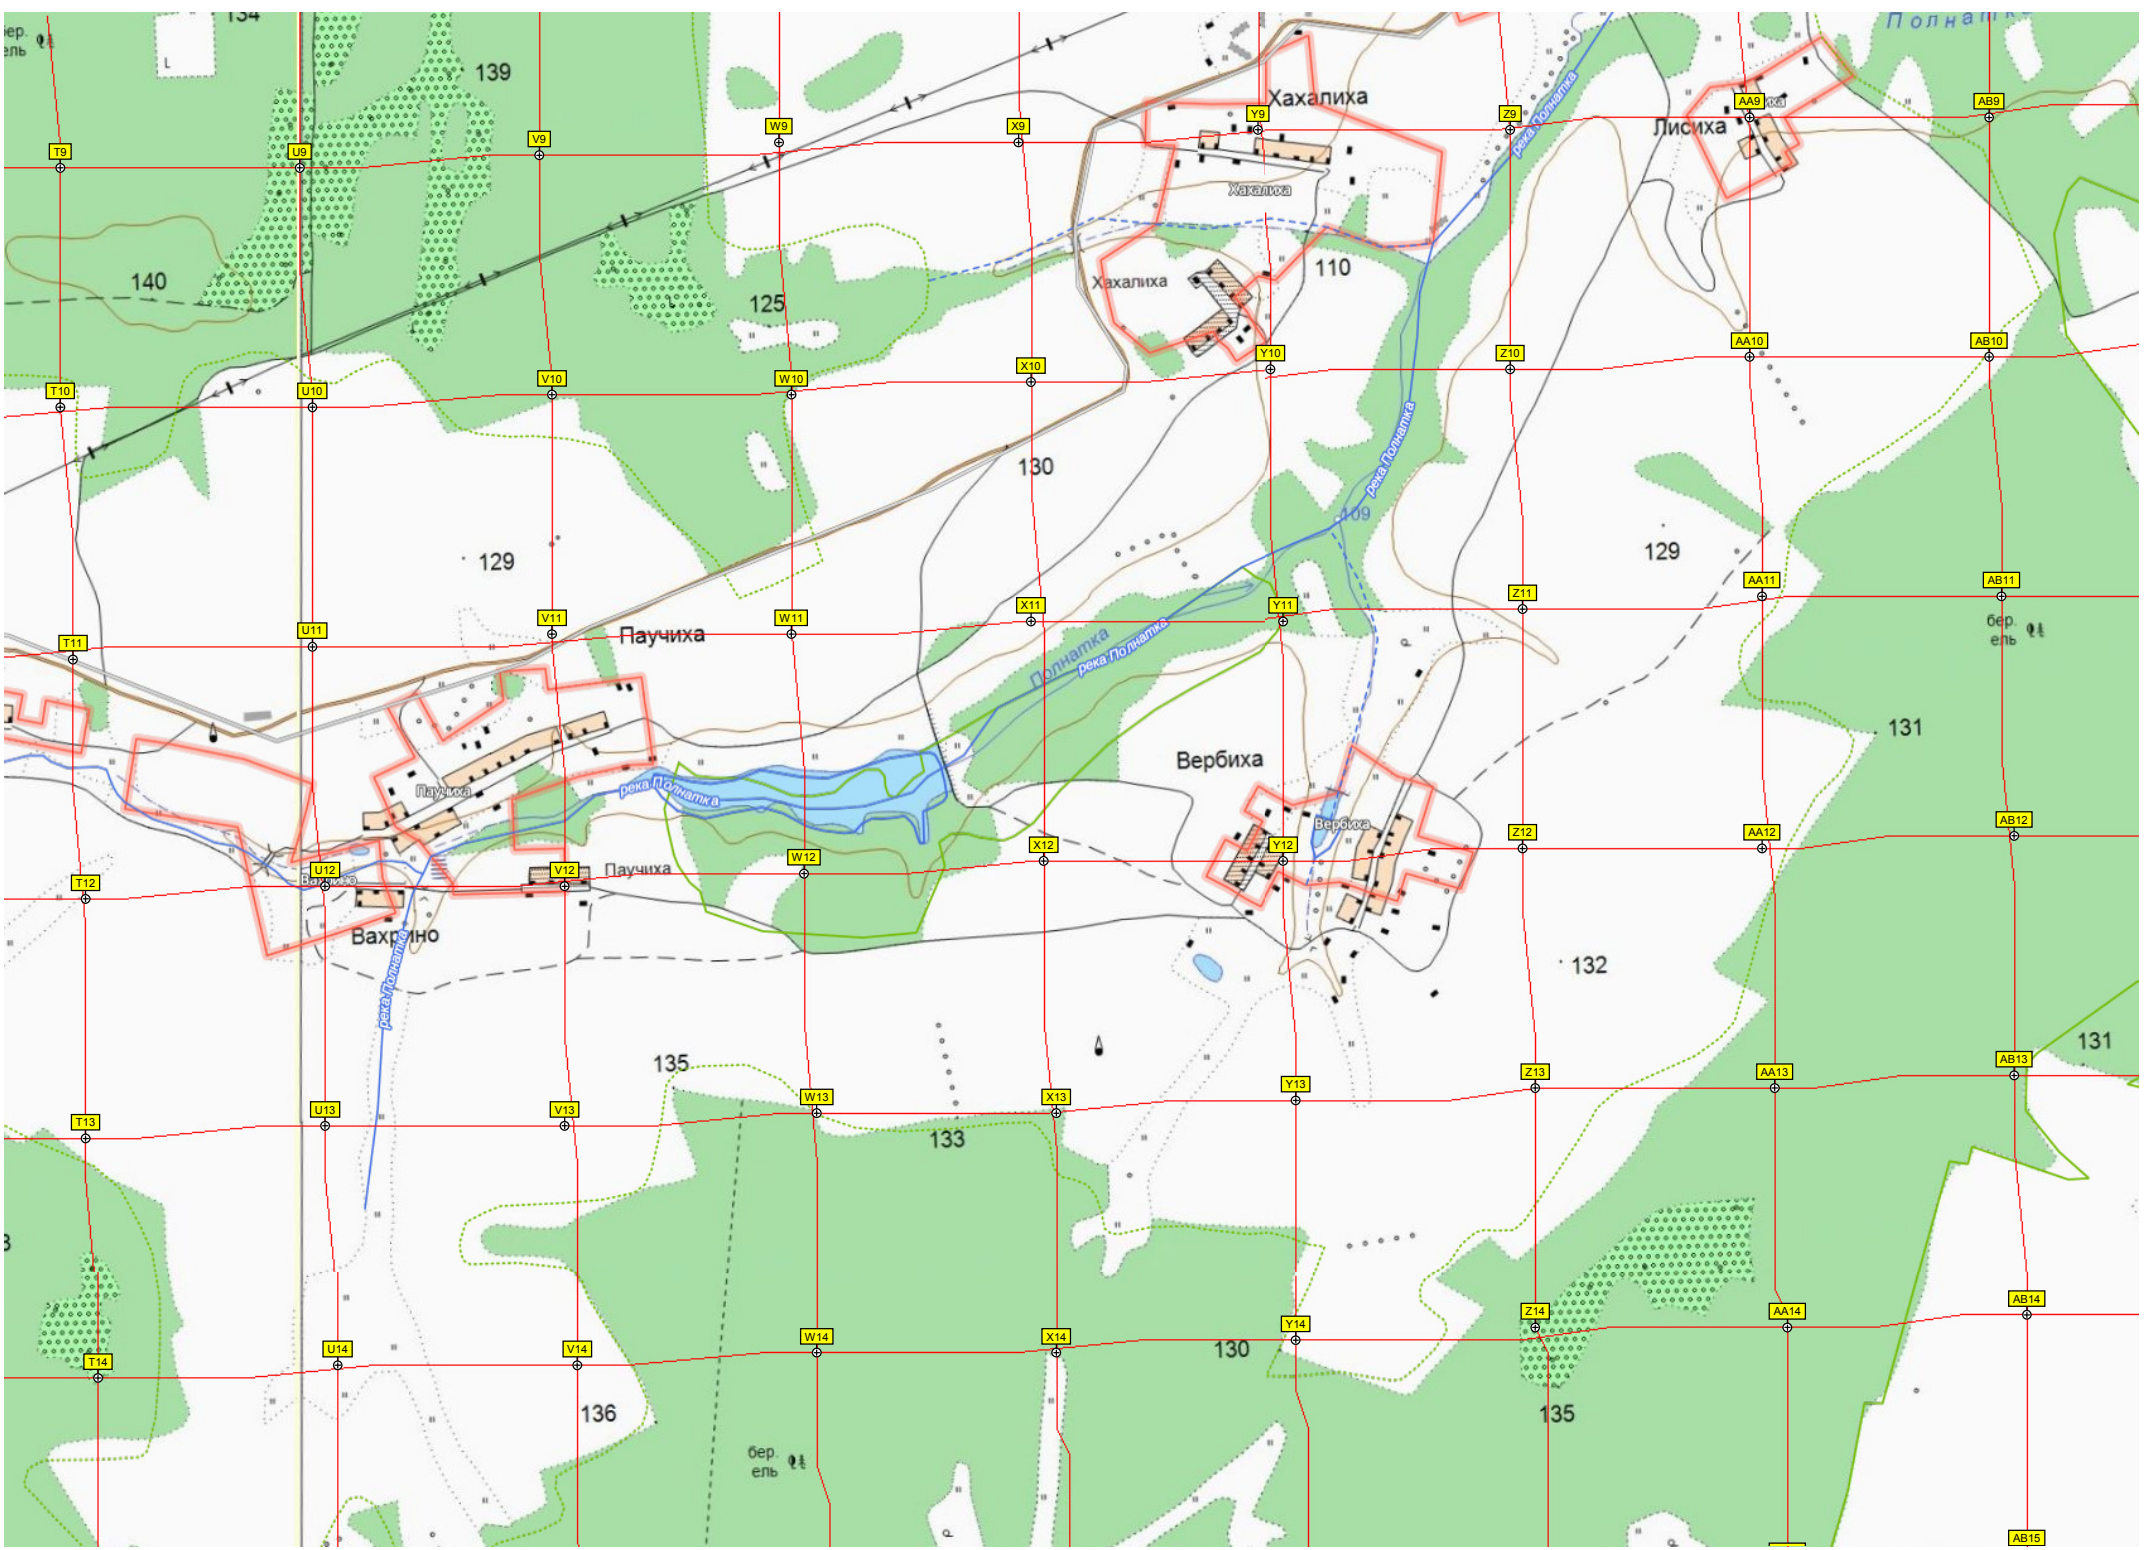 134
Полнатка
бер.
ель
139
Хахалиха
AA9
AB9
Y9
Z9
W9
V9
X9
U9
T9
Лисиха
река Полнатка
Хахалиха
110
140
Хахалиха
125
AA10
AB10
Y10
Z10
X10
W10
V10
U10
T10
река Полнатка
130
109
129
129
AA11
AB11
Z11
Y11
X11
W11
V11
U11
T11
бер.
ель
Паучиха
Полнатка
река Полнатка
131
Вербиха
Паучиха
река Полнатка
Вербиха
AB12
AA12
Z12
Y12
X12
W12
V12
U12
T12
Паучиха
Вахрино
Вахрино
река Полнатка
132
131
135
AB13
AA13
Z13
Y13
X13
W13
V13
U13
T13
133
AB14
AA14
Z14
Y14
X14
W14
V14
U14
T14
130
136
135
бер.
ель
AB15